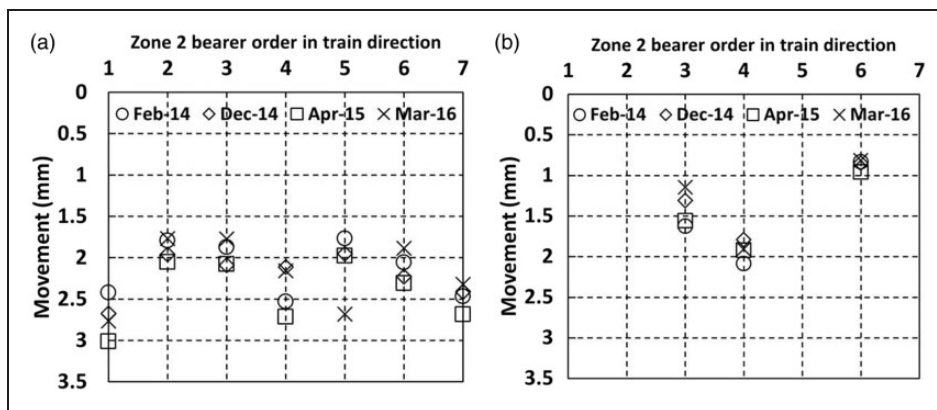 (a)
Zone 2 bearer order in train direction
1 2 3 4 5 6 7
0
Feb-14 Dec-14 Apr-15 Mar-16
0.5
1
1.5
2
2.5
3
3.5
Movement (mm)
(b)
Zone 2 bearer order in train direction
1 2 3 4 5 6 7
0
Feb-14 Dec-14 Apr-15 Mar-16
0.5
1
1.5
2
2.5
3
3.5
Movement (mm)